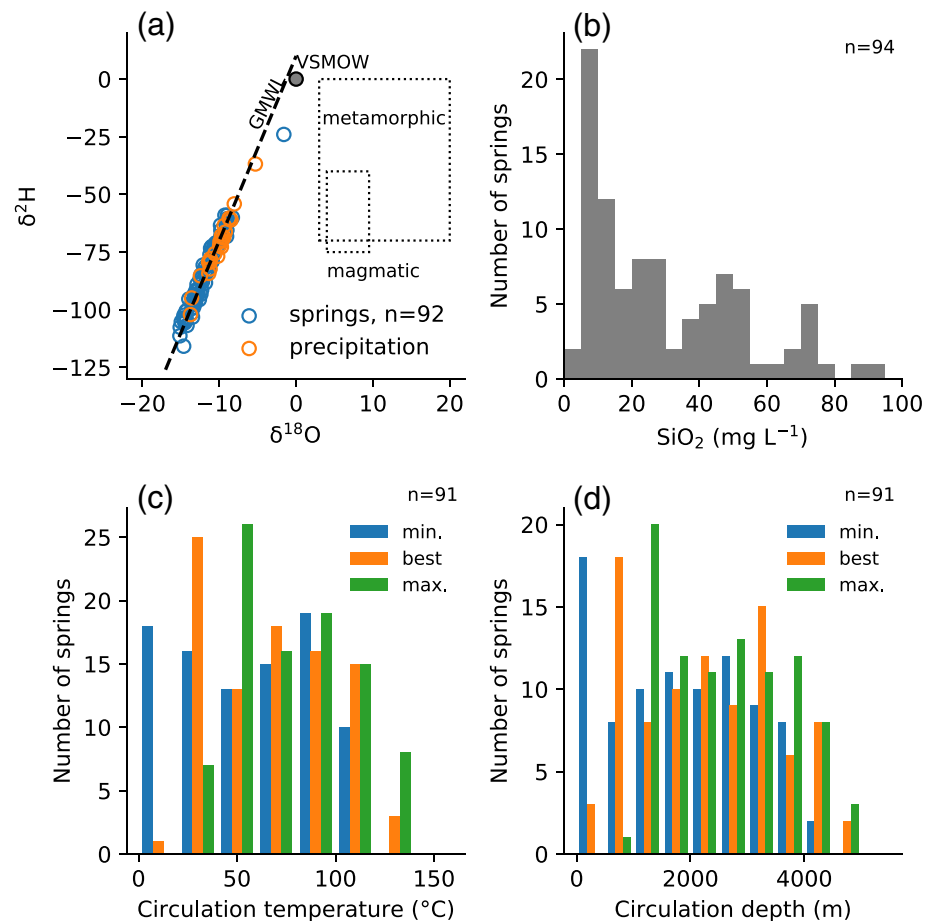 (a)
VSMOW
GMWL
metamorphic
magmatic
springs, n=92
precipitation
0
−25
−50
−75
−100
−125
δ²H
−20 −10 0 10 20
δ¹⁸O
(b)
n=94
20
15
10
5
0
Number of springs
0 20 40 60 80 100
SiO₂ (mg L⁻¹)
(c)
n=91
min.
best
max.
25
20
15
10
5
0
Number of springs
0 50 100 150
Circulation temperature (°C)
(d)
n=91
min.
best
max.
20
15
10
5
0
Number of springs
0 2000 4000
Circulation depth (m)